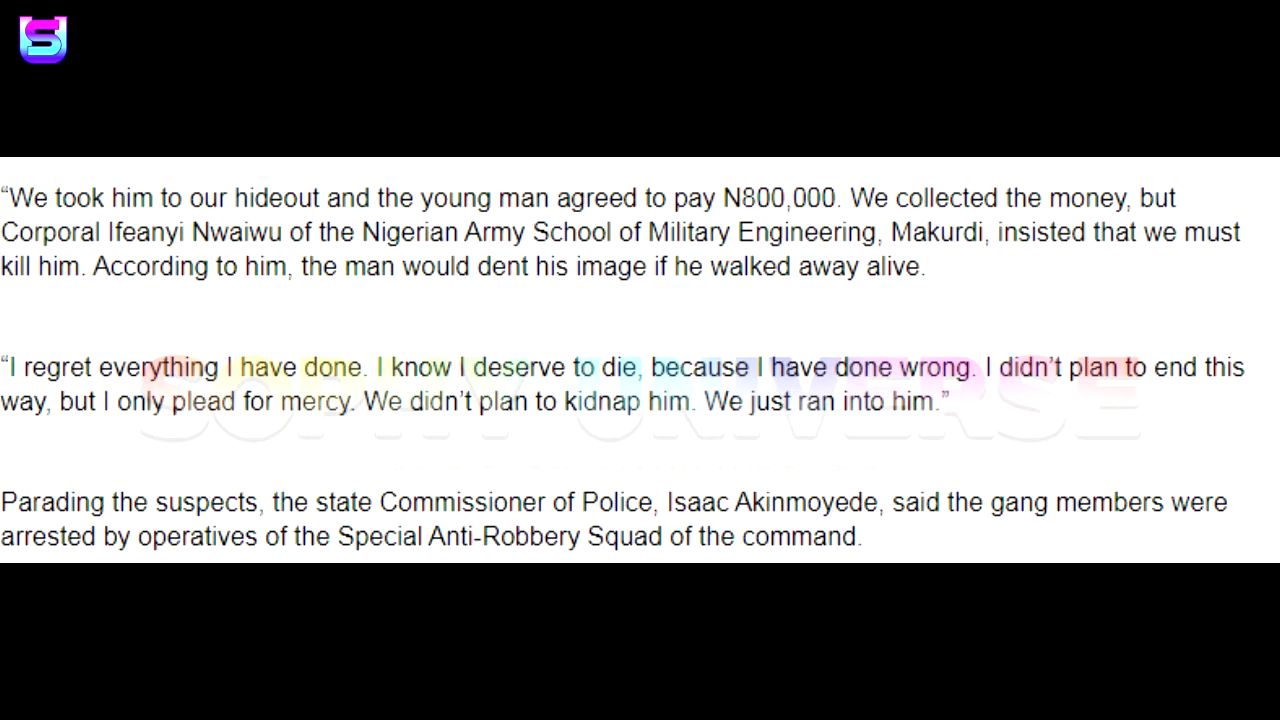 S
“We took him to our hideout and the young man agreed to pay N800,000. We collected the money, but
Corporal Ifeanyi Nwaiwu of the Nigerian Army School of Military Engineering, Makurdi, insisted that we must
kill him. According to him, the man would dent his image if he walked away alive.
“I regret everything I have done. I know I deserve to die, because I have done wrong. I didn’t plan to end this
way, but I only plead for mercy. We didn’t plan to kidnap him. We just ran into him.”
SOPHY UNIVERSE
Parading the suspects, the state Commissioner of Police, Isaac Akinmoyede, said the gang members were
arrested by operatives of the Special Anti-Robbery Squad of the command.